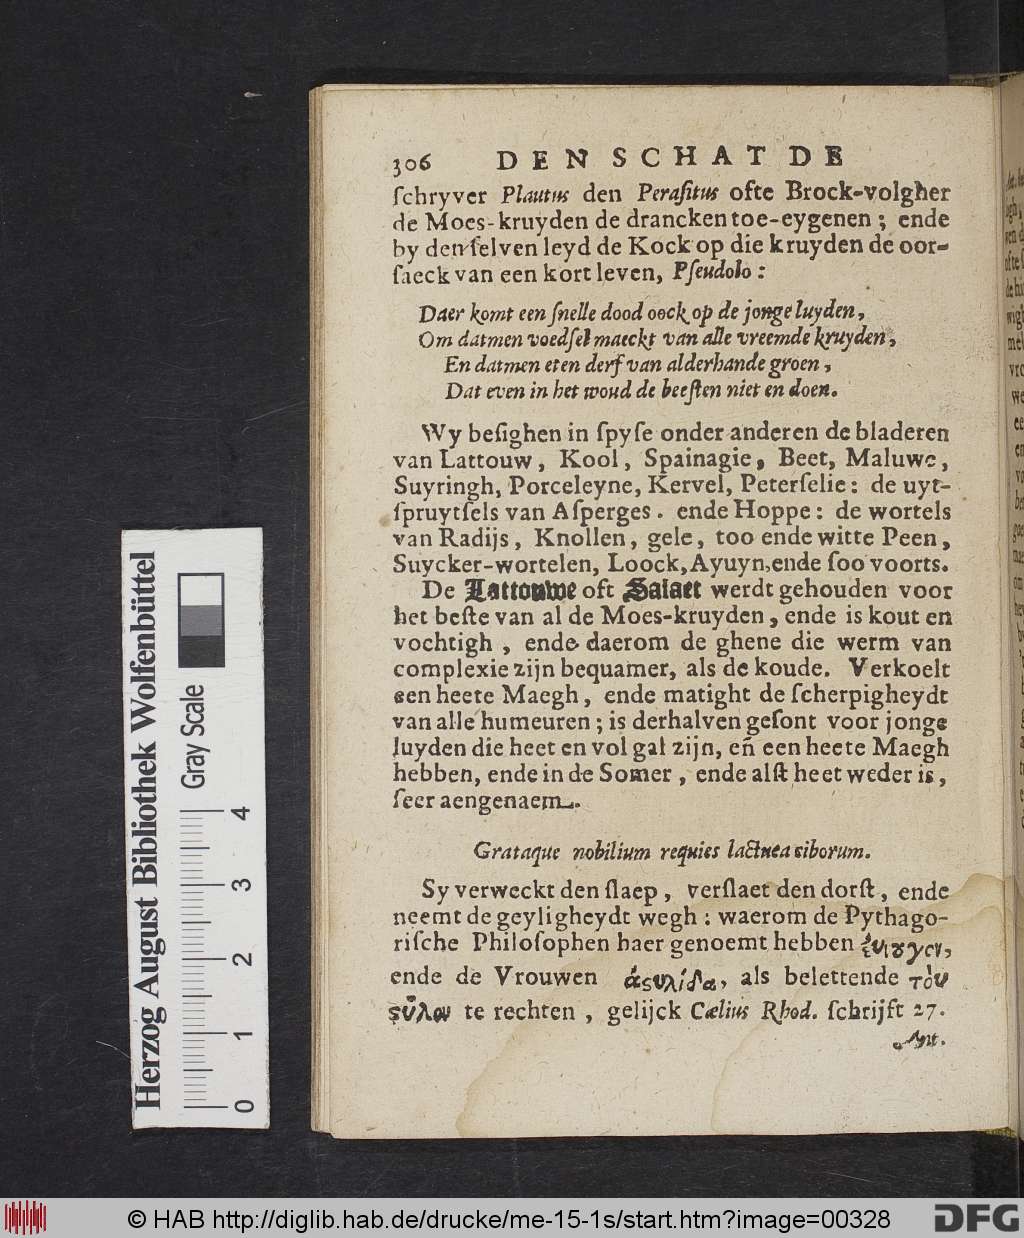 306 DEN SCHAT DE
ſchryver Plautus den Peraſitus ofte Brock-volgher
de Moes-kruyden de drancken toe-eygenen ; ende
by den ſelven leyd de Kock op die kruyden de oor-
ſaeck van een kort leven, Pſeudolo :
Daer komt een ſnelle dood oock op de jonge luyden,
Om datmen voedſel maeckt van alle vreemde kruyden,
En datmen eten derf van alderhande groen,
Dat even in het woud de beeſten niet en doen.
Wy beſighen in ſpyſe onder anderen de bladeren
van Lattouw, Kool, Spainagie, Beet, Maluwe,
Suyringh, Porceleyne, Kervel, Peterſelie: de uyt-
ſpruytſels van Aſperges. ende Hoppe: de wortels
van Radijs, Knollen, gele, too ende witte Peen,
Suycker-wortelen, Loock, Ayuyn, ende ſoo voorts.
De Lattouwe oft Salaet werdt gehouden voor
het beſte van al de Moes-kruyden, ende is kout en
vochtigh, ende daerom de ghene die werm van
complexie zijn bequamer, als de koude. Verkoelt
een heete Maegh, ende matight de ſcherpigheydt
van alle humeuren; is derhalven geſont voor jonge
luyden die heet en vol gal zijn, en̄ een heete Maegh
hebben, ende in de Somer, ende alſt heet weder is,
ſeer aengenaem.
Grataque nobilium requies lactuca ciborum.
Sy verweckt den ſlaep, verſlaet den dorſt, ende
neemt de geyligheydt wegh: waerom de Pythago-
riſche Philoſophen haer genoemt hebben
ende de Vrouwen ἀϛυλίδα, als belettende τὸν
ϛῦλον te rechten, gelijck Cælius Rhod. ſchrijft 27.
Ant.
Herzog August Bibliothek Wolfenbüttel
Gray Scale
0 1 2 3 4
© HAB http://diglib.hab.de/drucke/me-15-1s/start.htm?image=00328
DFG